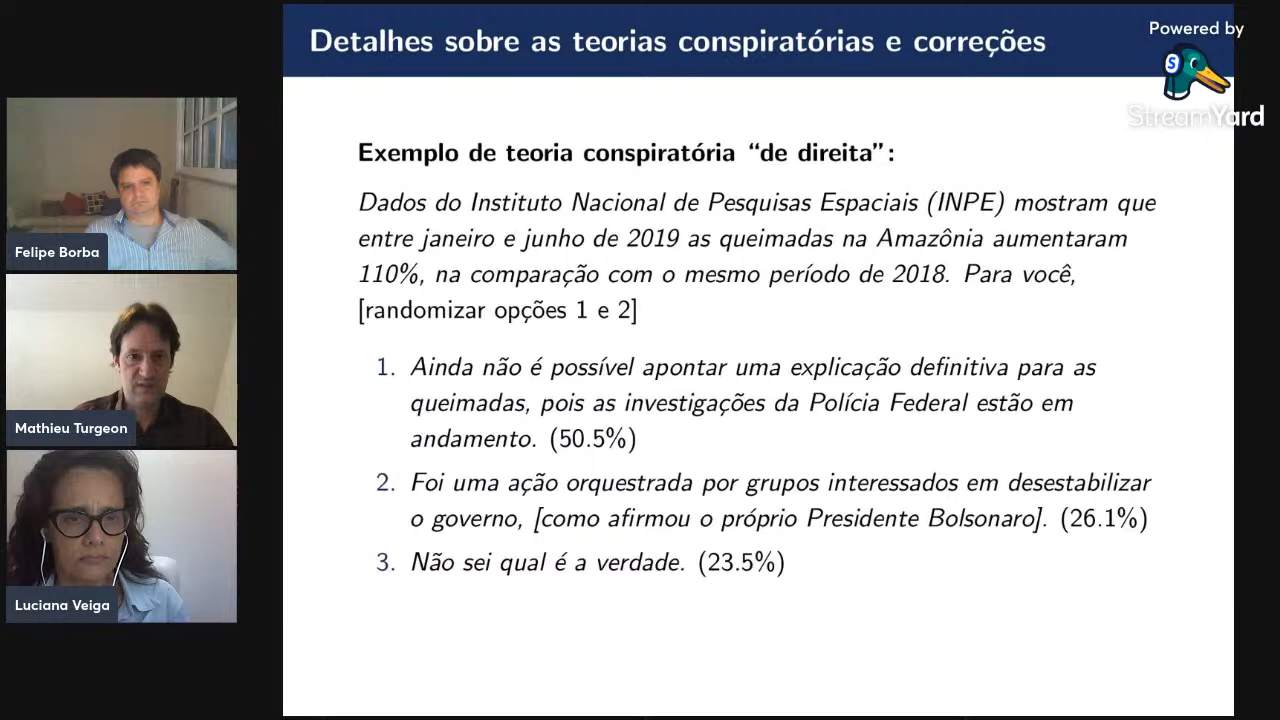 Detalhes sobre as teorias conspiratórias e correções
Powered by
S
StreamYard
Exemplo de teoria conspiratória “de direita”:
Dados do Instituto Nacional de Pesquisas Espaciais (INPE) mostram que
entre janeiro e junho de 2019 as queimadas na Amazônia aumentaram
110%, na comparação com o mesmo período de 2018. Para você,
[randomizar opções 1 e 2]
1. Ainda não é possível apontar uma explicação definitiva para as
queimadas, pois as investigações da Polícia Federal estão em
andamento. (50.5%)
2. Foi uma ação orquestrada por grupos interessados em desestabilizar
o governo, [como afirmou o próprio Presidente Bolsonaro]. (26.1%)
3. Não sei qual é a verdade. (23.5%)
Felipe Borba
Mathieu Turgeon
Luciana Veiga